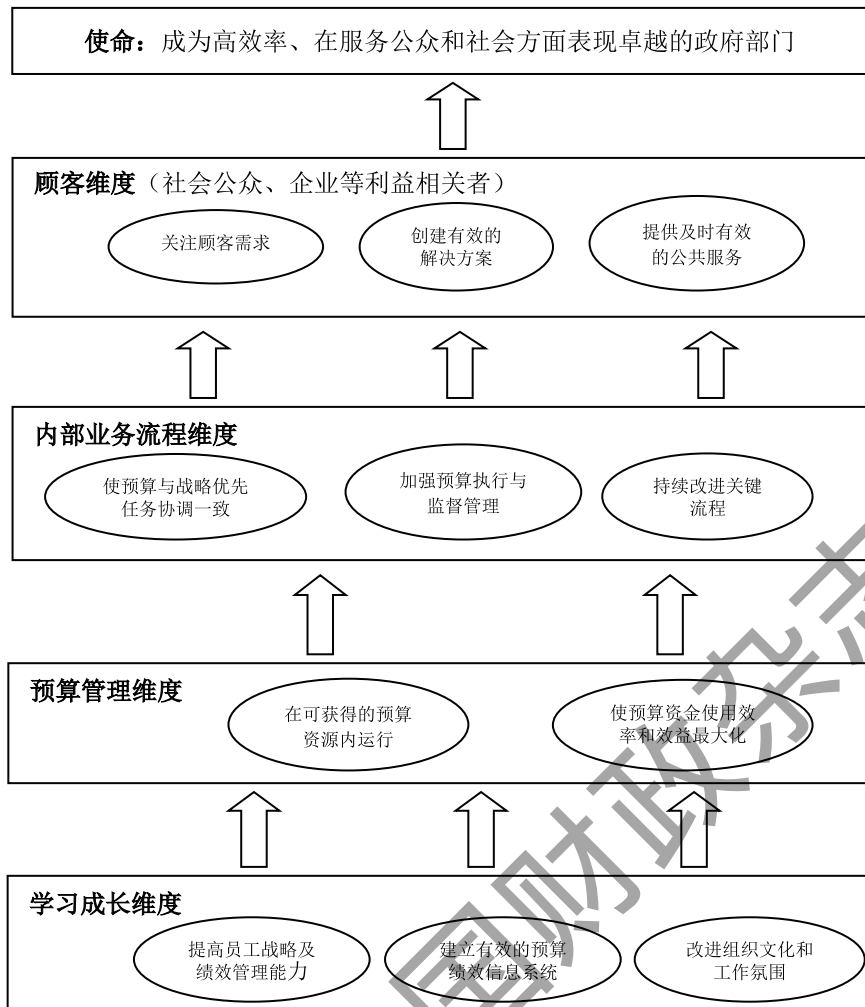 使命：成为高效率、在服务公众和社会方面表现卓越的政府部门
顾客维度（社会公众、企业等利益相关者）
关注顾客需求
创建有效的
解决方案
提供及时有效
的公共服务
内部业务流程维度
使预算与战略优先
任务协调一致
加强预算执行与
监督管理
持续改进关键
流程
预算管理维度
在可获得的预算
资源内运行
使预算资金使用效
率和效益最大化
学习成长维度
提高员工战略及
绩效管理能力
建立有效的预算
绩效信息系统
改进组织文化和
工作氛围
国财政杂志